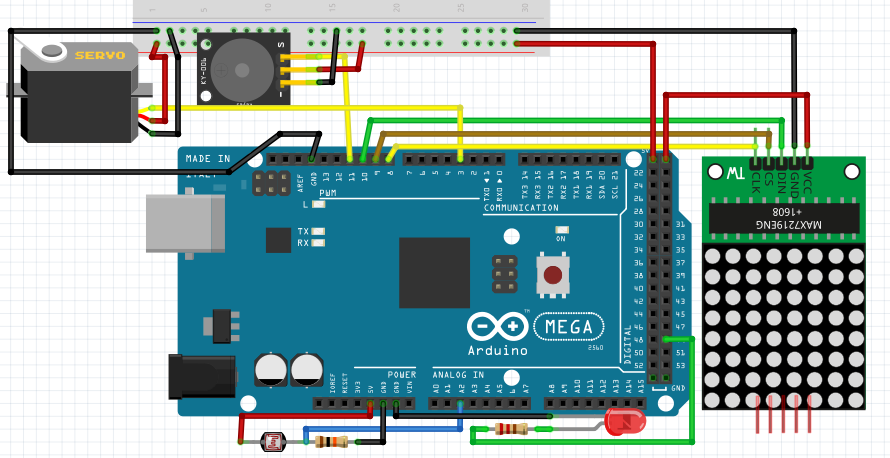 1 5 10 15 20 25 30
SERVO
KY-006
S
-
MADE IN
ITALY
AREF
GND
13
12
11
10
9
8
7
6
5
4
3
2
1
0
TX0
RX0
TX3 14
RX3 15
TX2 16
RX2 17
TX1 18
RX1 19
SDA 20
SCL 21
PWM
COMMUNICATION
L
TX
RX
ON
5V
22
24
26
28
30 31
32 33
34 35
36 37
38 39
40 41
42 43
44 45
46 47
48
50 51
52 53
GND
DIGITAL
Arduino
TM
MEGA
2560
POWER
ANALOG IN
IOREF
RESET
3V3
5V
GND
GND
VIN
A0
A1
A2
A3
A4
A5
A7
A8
A9
A10
A11
A12
A13
A14
A15
TW
CLK
CS
DIN
GND
VCC
MAX7219ENG
+1608